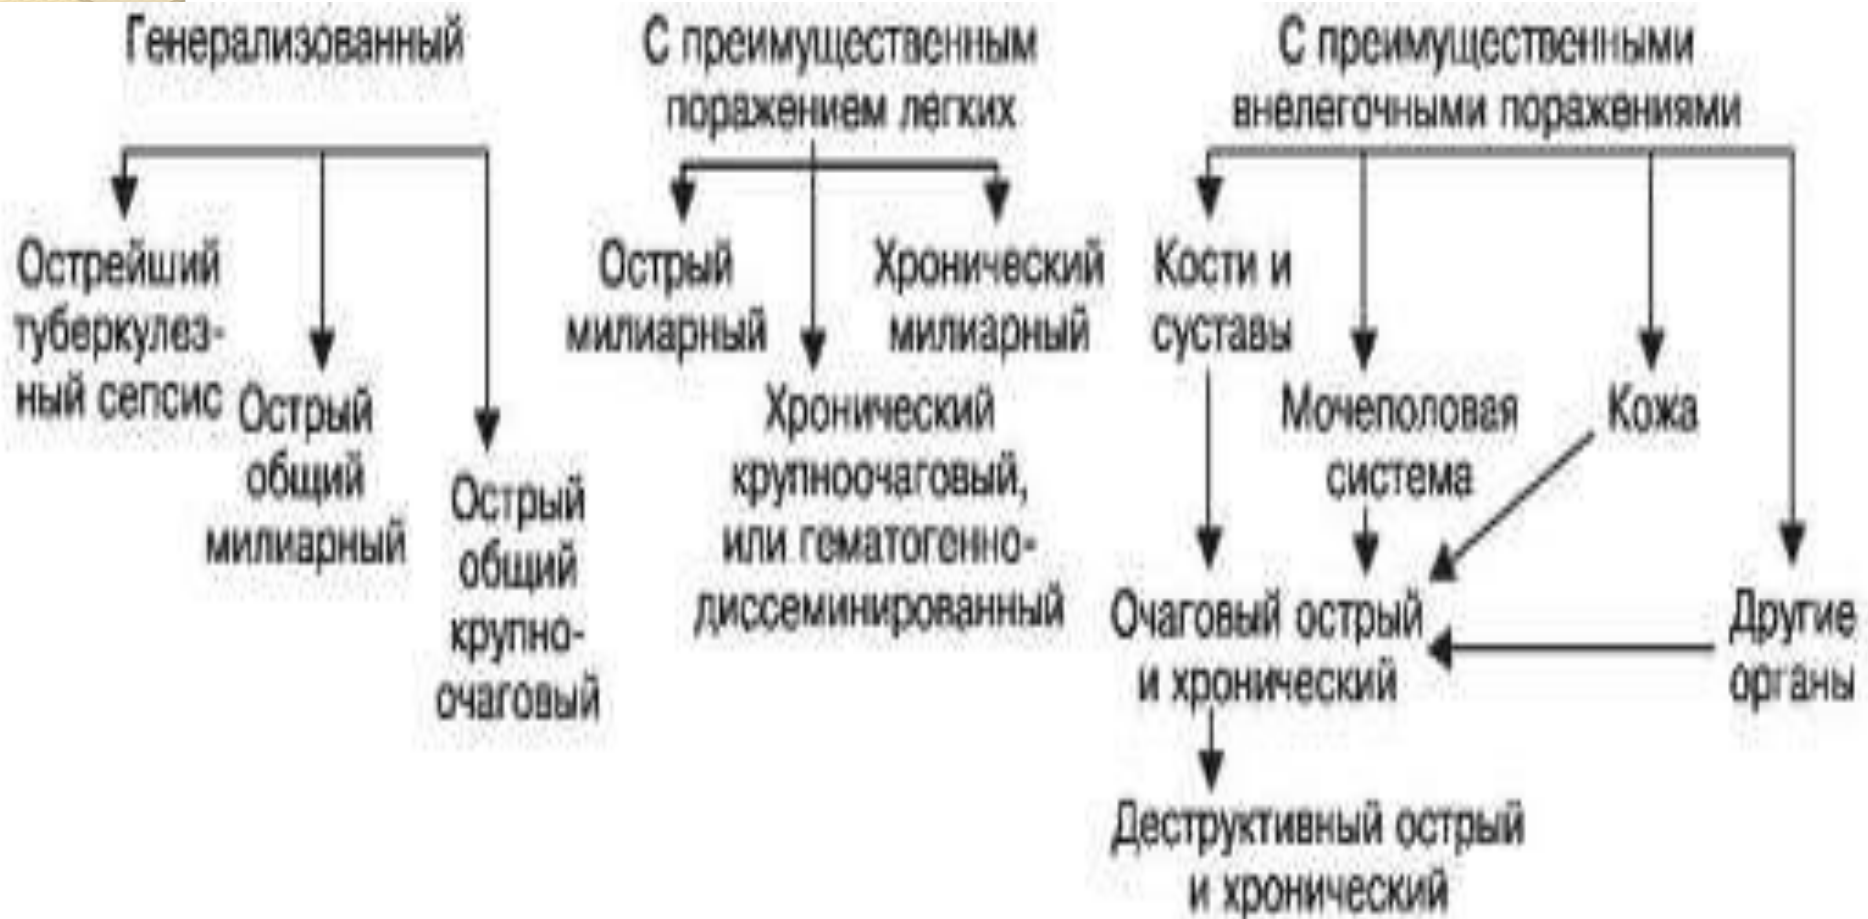 Генерализованный
Острейший
туберкулез-
ный сепсис
Острый
общий
милиарный
Острый
общий
крупно-
очаговый
С преимущественным
поражением легких
Острый
милиарный
Хронический
крупноочаговый,
или гематогенно-
диссеминированный
Хронический
милиарный
С преимущественными
внелегочными поражениями
Кости и
суставы
Мочеполовая
система
Кожа
Другие
органы
Очаговый острый
и хронический
Деструктивный острый
и хронический